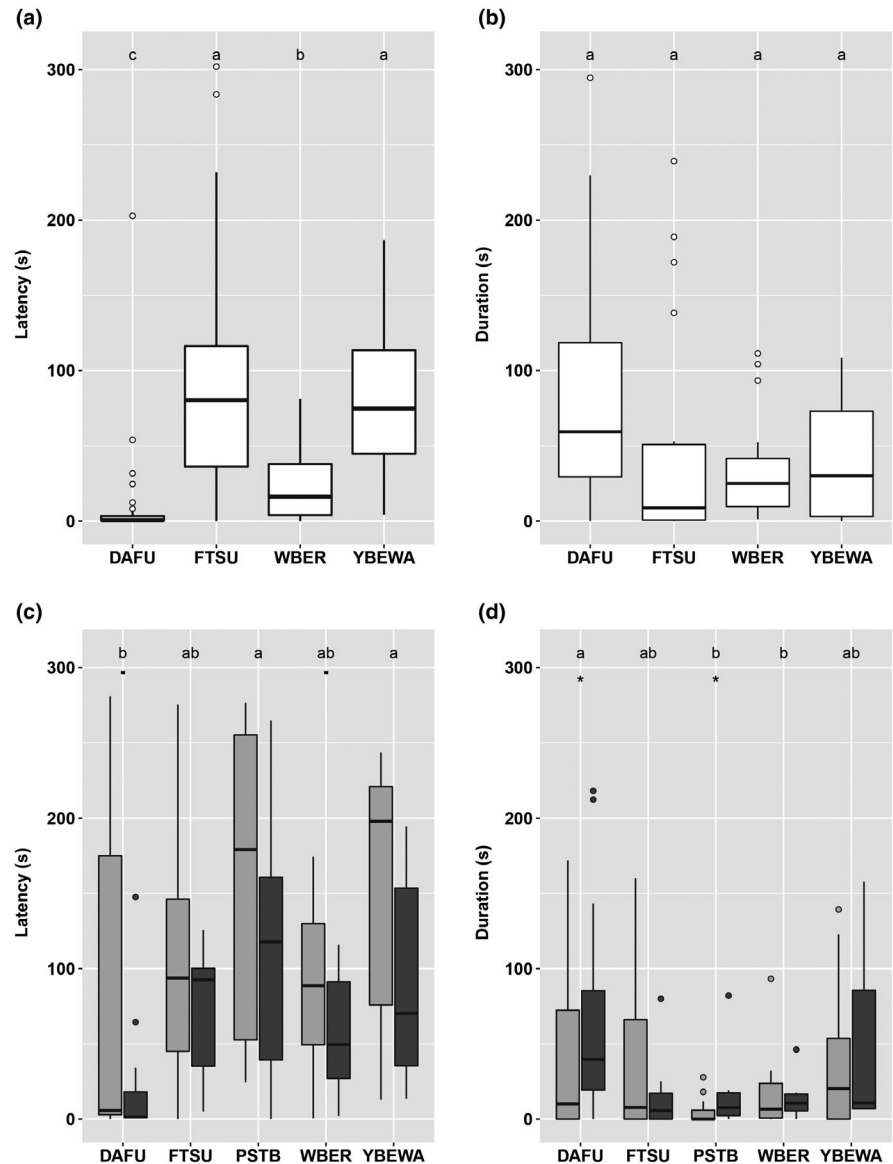 (a)
c a b a
300
200
100
0
Latency (s)
DAFU FTSU WBER YBEWA
(b)
a a a a
300
200
100
0
Duration (s)
DAFU FTSU WBER YBEWA
(c)
b ab a ab a
300
200
100
0
Latency (s)
DAFU FTSU PSTB WBER YBEWA
(d)
a ab b b ab
* *
300
200
100
0
Duration (s)
DAFU FTSU PSTB WBER YBEWA